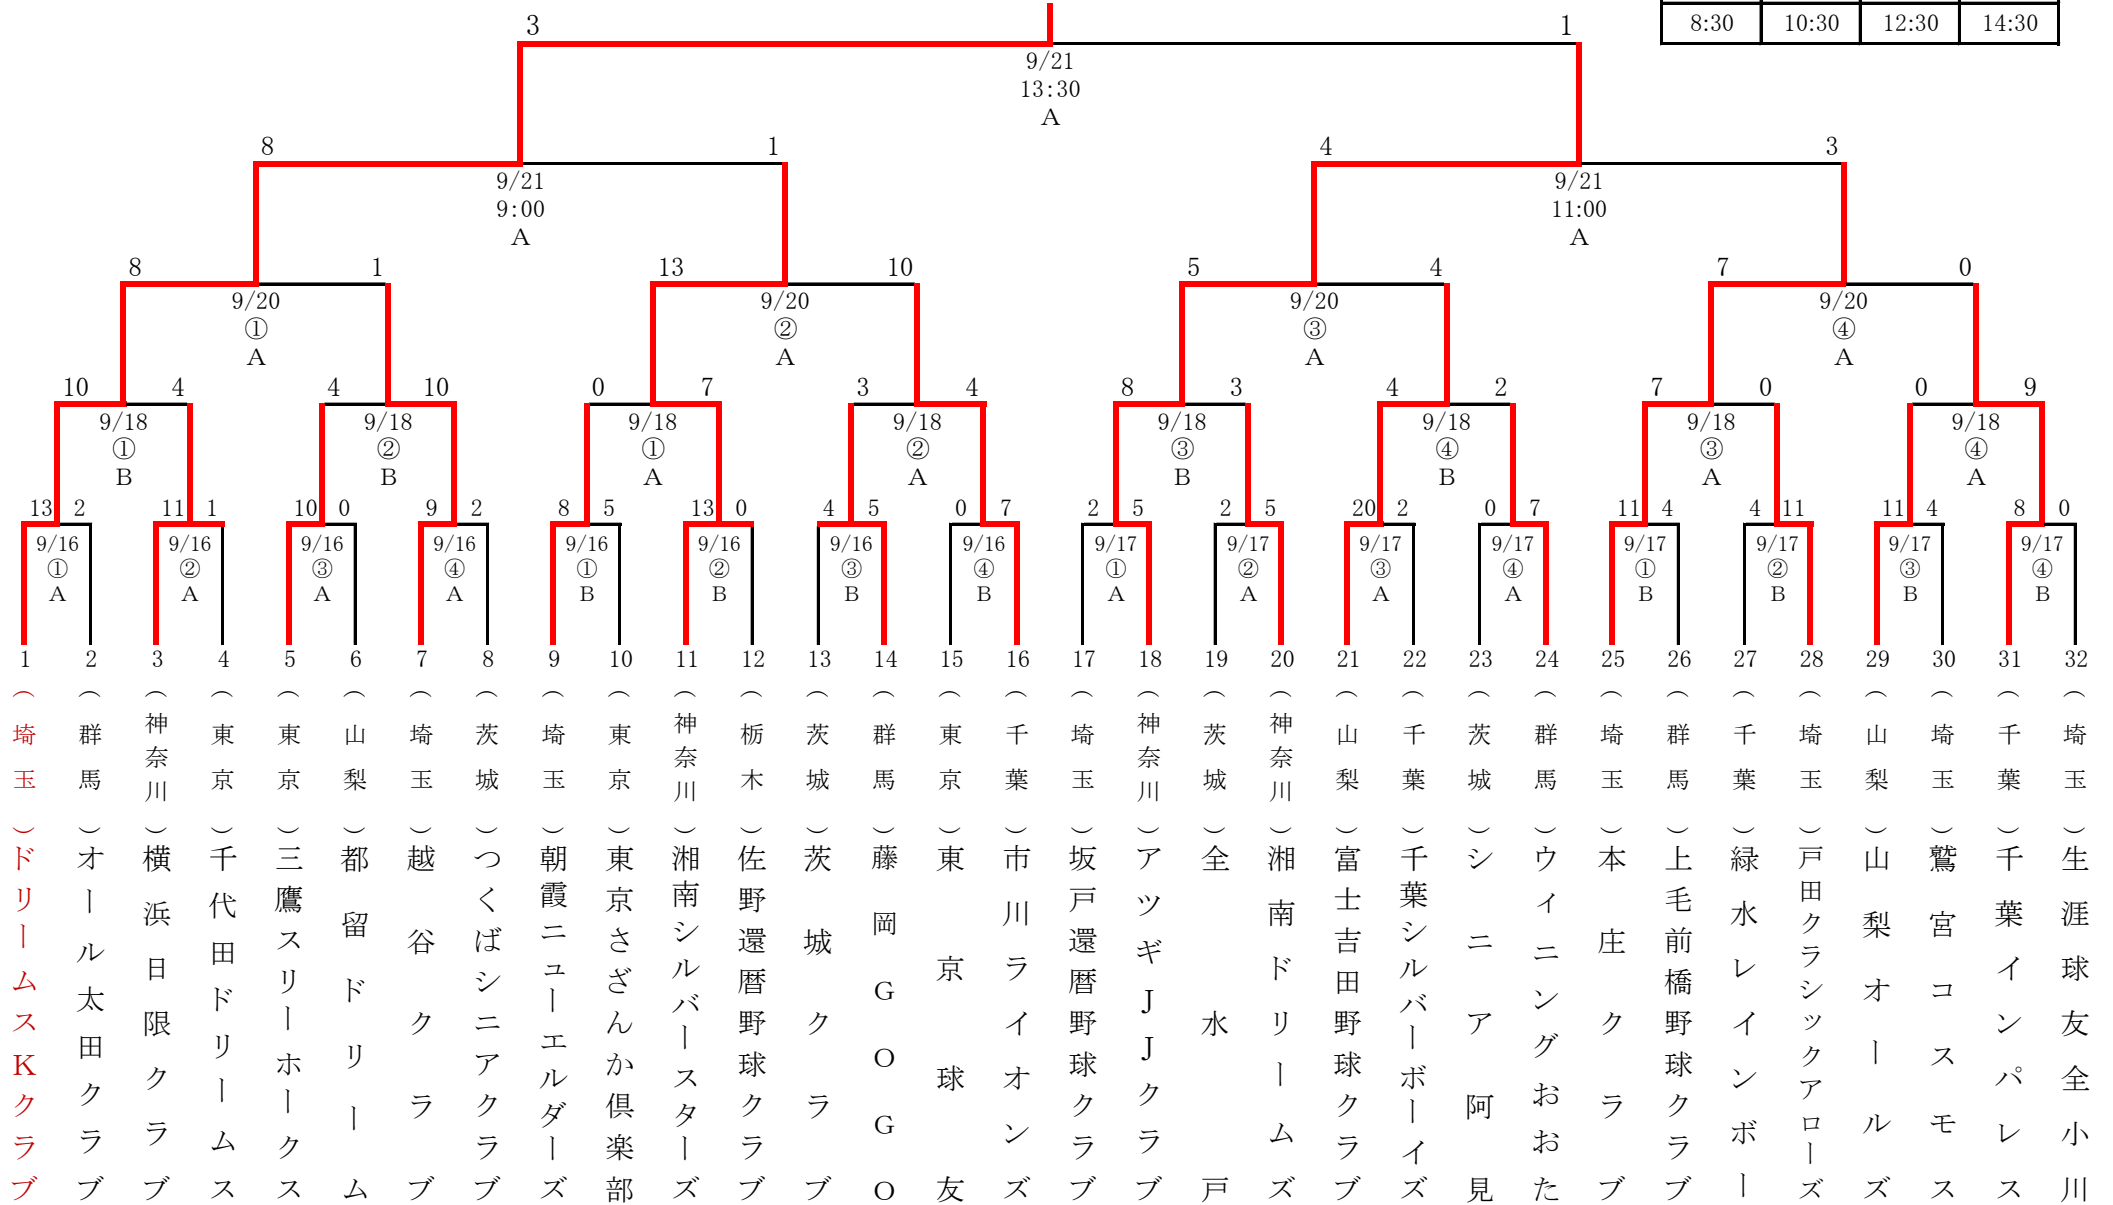 8:30 10:30 12:30 14:30
3 1
9/21
13:30
A
8 1 4 3
9/21 9/21
9:00 11:00
A A
8 1 13 10 5 4 7 0
9/20 9/20 9/20 9/20
① ② ③ ④
A A A A
10 4 4 10 0 7 3 4 8 3 4 2 7 0 0 9
9/18 9/18 9/18 9/18 9/18 9/18 9/18 9/18
① ② ① ② ③ ④ ③ ④
B B A A B B A A
13 2 11 1 10 0 9 2 8 5 13 0 4 5 0 7 2 5 2 5 20 2 0 7 11 4 4 11 11 4 8 0
9/16 9/16 9/16 9/16 9/16 9/16 9/16 9/16 9/17 9/17 9/17 9/17 9/17 9/17 9/17 9/17
① ② ③ ④ ① ② ③ ④ ① ② ③ ④ ① ② ③ ④
A A A A B B B B A A A A B B B B
1 (埼玉)ドリームスKクラブ
2 (群馬)オール太田クラブ
3 (神奈川)横浜日限クラブ
4 (東京)千代田ドリームス
5 (東京)三鷹スリーホークス
6 (山梨)都留ドリーム
7 (埼玉)越谷クラブ
8 (茨城)つくばシニアクラブ
9 (埼玉)朝霞ニューエルダーズ
10 (東京)東京さざんか倶楽部
11 (神奈川)湘南シルバースターズ
12 (栃木)佐野還暦野球クラブ
13 (茨城)茨城クラブ
14 (群馬)藤岡GOGO
15 (東京)東京球友
16 (千葉)市川ライオンズ
17 (埼玉)坂戸還暦野球クラブ
18 (神奈川)アツギJJクラブ
19 (茨城)全水戸
20 (神奈川)湘南ドリームズ
21 (山梨)富士吉田野球クラブ
22 (千葉)千葉シルバーボーイズ
23 (茨城)シニア阿見
24 (群馬)ウィニングおおた
25 (埼玉)本庄クラブ
26 (群馬)上毛前橋野球クラブ
27 (千葉)緑水レインボー
28 (埼玉)戸田クラシックアローズ
29 (山梨)山梨オールズ
30 (埼玉)鷲宮コスモス
31 (千葉)千葉インパレス
32 (埼玉)生涯球友全小川